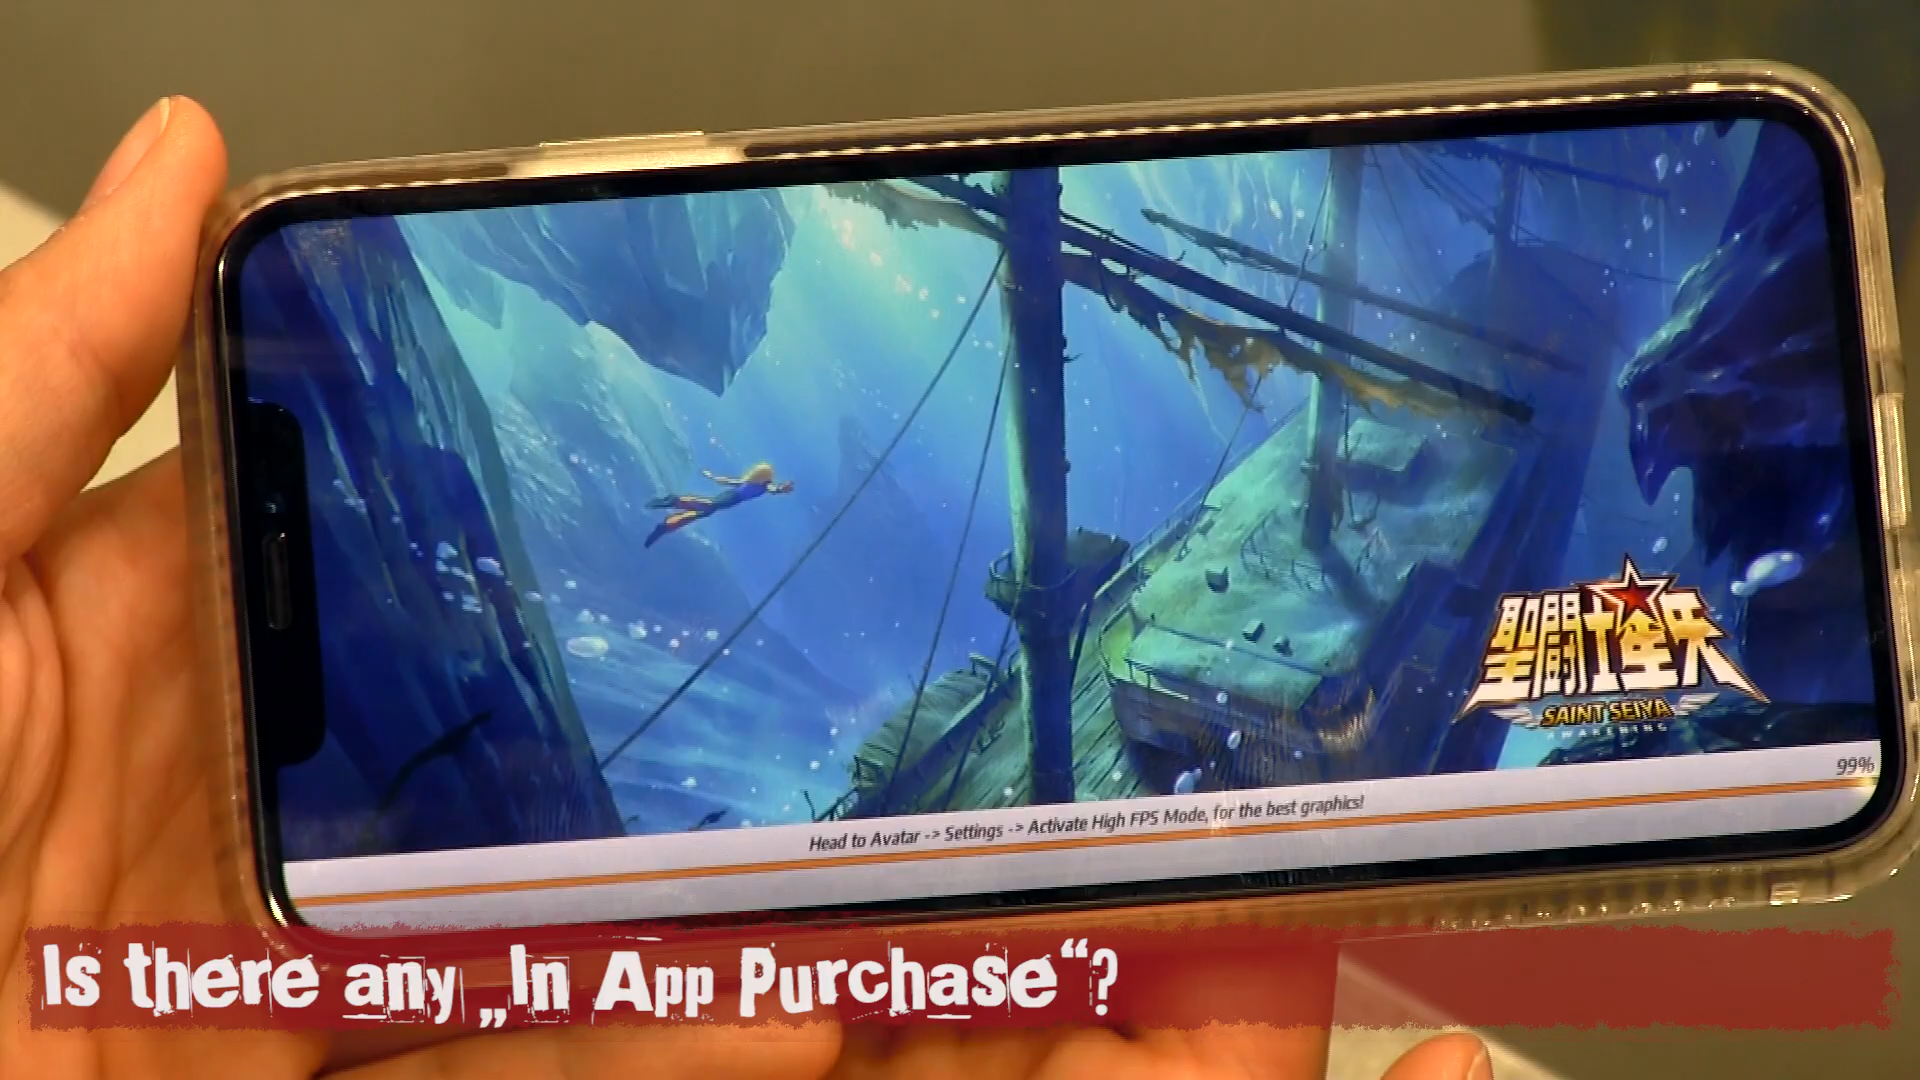 聖闘士星矢
SAINT SEIYA
AWAKENING
99%
Head to Avatar -> Settings -> Activate High FPS Mode, for the best graphics!
Is there any „In App Purchase“?